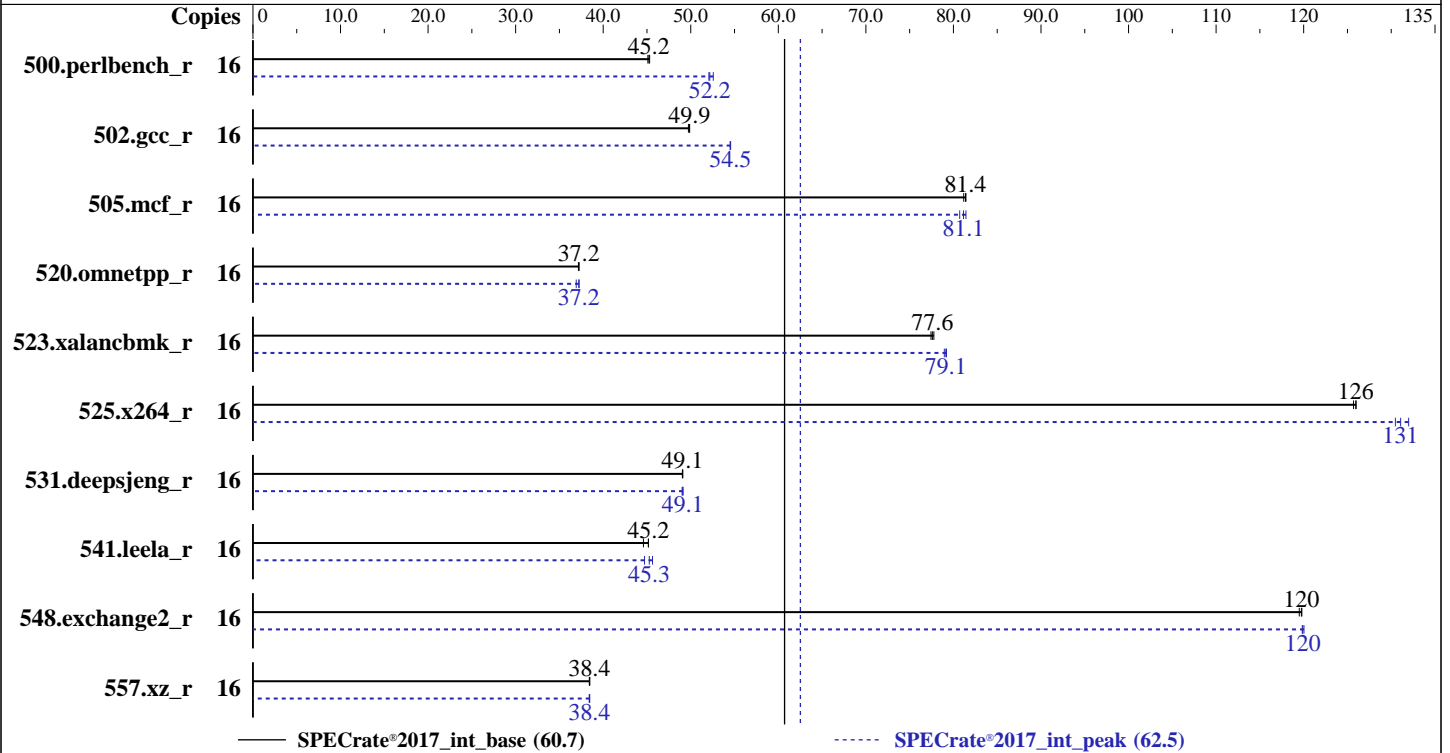 Copies 0 10.0 20.0 30.0 40.0 50.0 60.0 70.0 80.0 90.0 100 110 120 135
500.perlbench_r 16 45.2
52.2
502.gcc_r 16 49.9
54.5
505.mcf_r 16 81.4
81.1
520.omnetpp_r 16 37.2
37.2
523.xalancbmk_r 16 77.6
79.1
525.x264_r 16 126
131
531.deepsjeng_r 16 49.1
49.1
541.leela_r 16 45.2
45.3
548.exchange2_r 16 120
120
557.xz_r 16 38.4
38.4
SPECrate®2017_int_base (60.7) SPECrate®2017_int_peak (62.5)